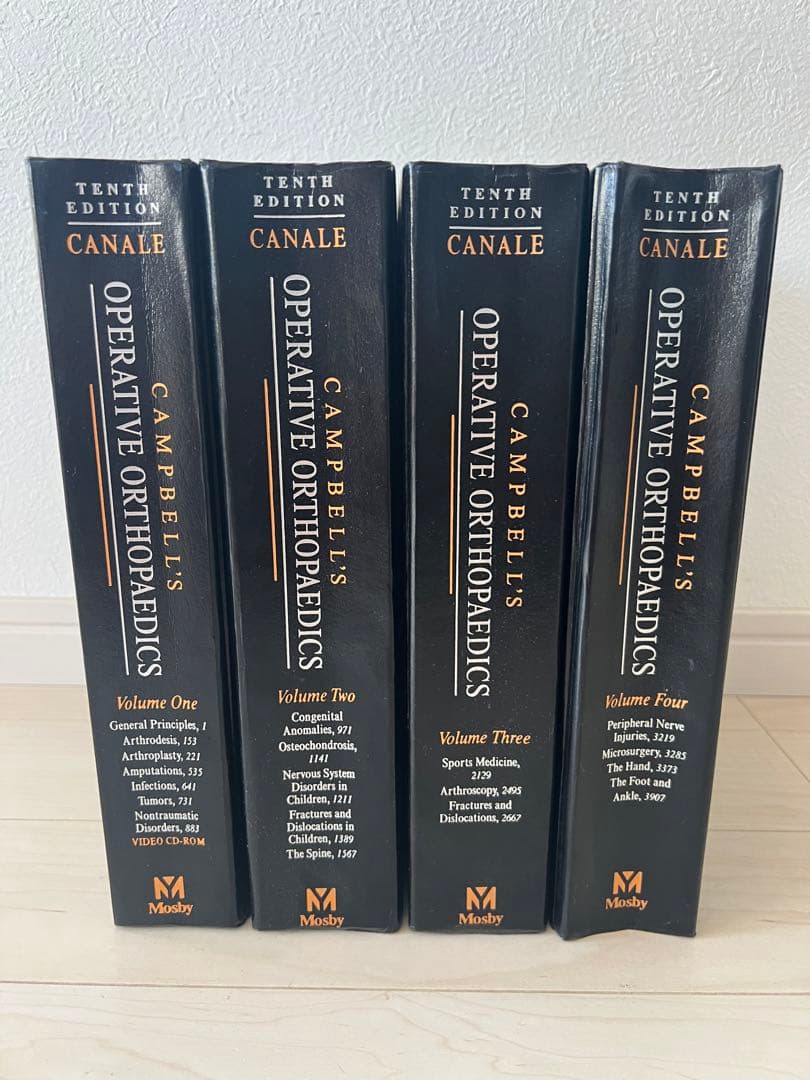 TENTH
EDITION
CANALE
CAMPBELL'S
OPERATIVE ORTHOPAEDICS
Volume One
General Principles, 1
Arthrodesis, 153
Arthroplasty, 221
Amputations, 535
Infections, 641
Tumors, 731
Nontraumatic
Disorders, 883
VIDEO CD-ROM
M
Mosby
TENTH
EDITION
CANALE
CAMPBELL'S
OPERATIVE ORTHOPAEDICS
Volume Two
Congenital
Anomalies, 971
Osteochondrosis,
1141
Nervous System
Disorders in
Children, 1211
Fractures and
Dislocations in
Children, 1389
The Spine, 1567
M
Mosby
TENTH
EDITION
CANALE
CAMPBELL'S
OPERATIVE ORTHOPAEDICS
Volume Three
Sports Medicine,
2129
Arthroscopy, 2495
Fractures and
Dislocations, 2667
M
Mosby
TENTH
EDITION
CANALE
CAMPBELL'S
OPERATIVE ORTHOPAEDICS
Volume Four
Peripheral Nerve
Injuries, 3219
Microsurgery, 3285
The Hand, 3373
The Foot and
Ankle, 3907
M
Mosby